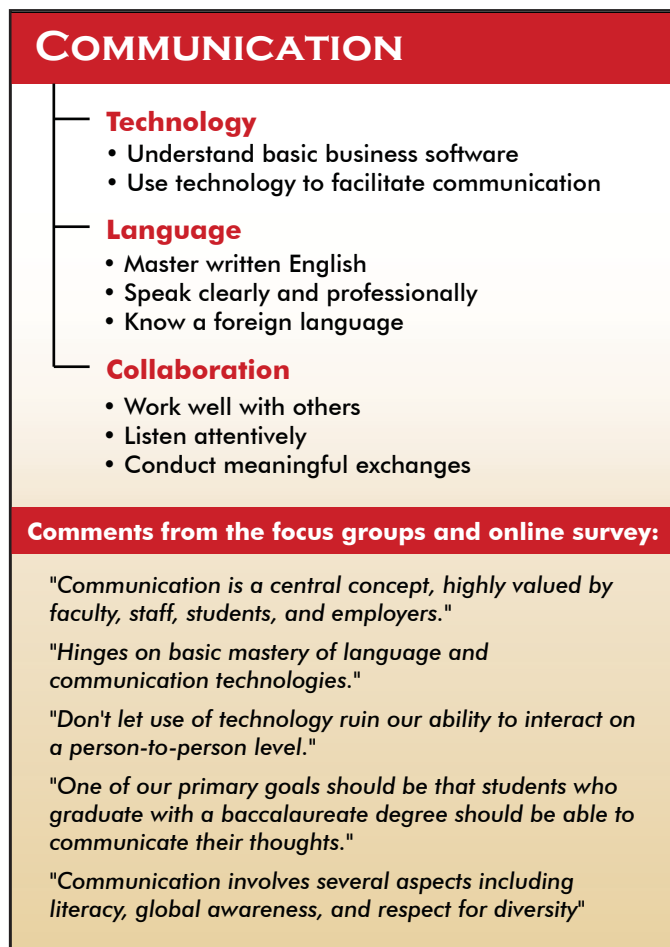 COMMUNICATION
Technology
• Understand basic business software
• Use technology to facilitate communication
Language
• Master written English
• Speak clearly and professionally
• Know a foreign language
Collaboration
• Work well with others
• Listen attentively
• Conduct meaningful exchanges
Comments from the focus groups and online survey:
"Communication is a central concept, highly valued by
faculty, staff, students, and employers."
"Hinges on basic mastery of language and
communication technologies."
"Don't let use of technology ruin our ability to interact on
a person-to-person level."
"One of our primary goals should be that students who
graduate with a baccalaureate degree should be able to
communicate their thoughts."
"Communication involves several aspects including
literacy, global awareness, and respect for diversity"